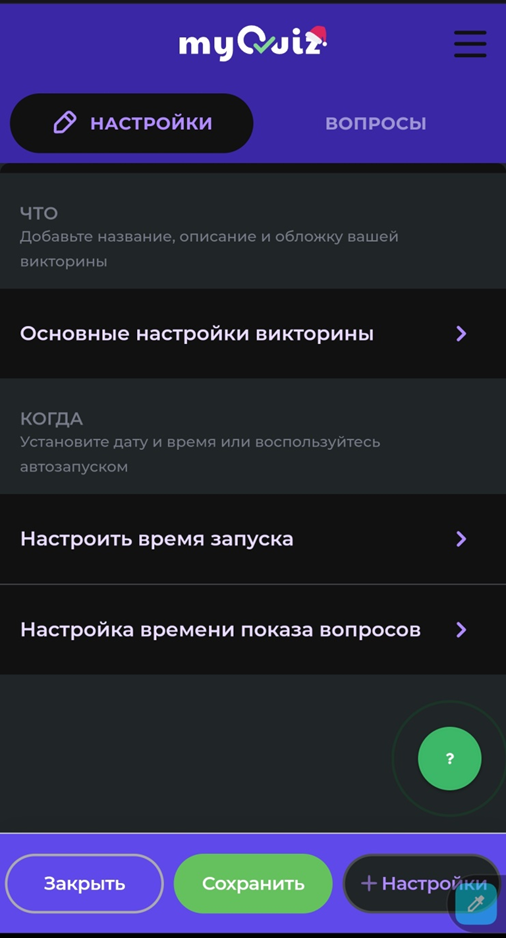 myQuiz
НАСТРОЙКИ ВОПРОСЫ
ЧТО
Добавьте название, описание и обложку вашей
викторины
Основные настройки викторины
КОГДА
Установите дату и время или воспользуйтесь
автозапуском
Настроить время запуска
Настройка времени показа вопросов
?
Закрыть Сохранить +Настройки